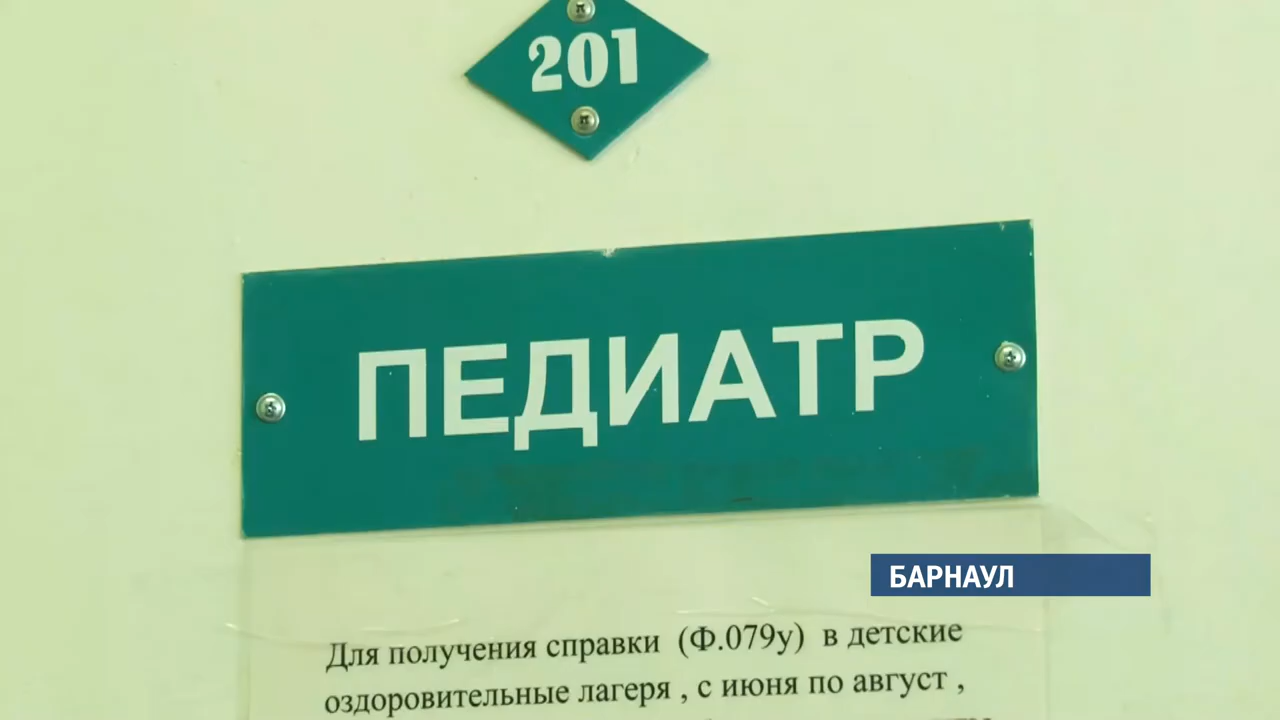 201
ПЕДИАТР
БАРНАУЛ
Для получения справки (Ф.079у) в детские
оздоровительные лагеря , с июня по август ,